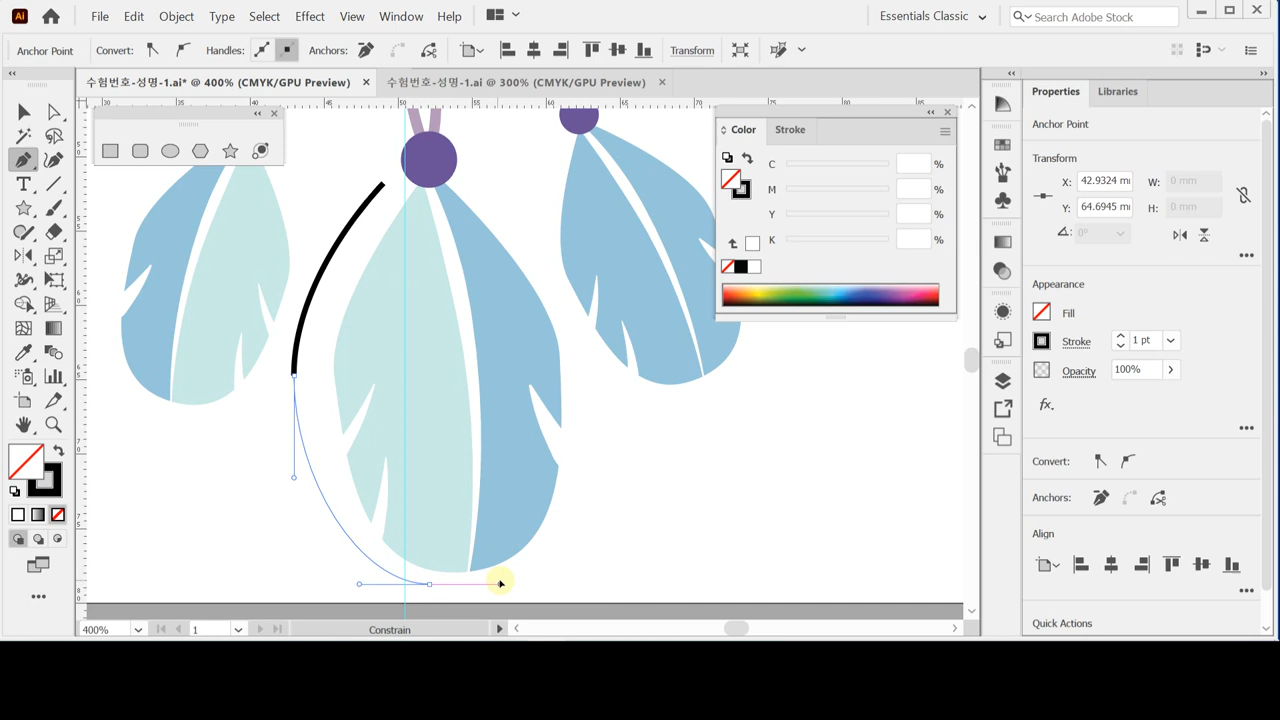 Ai File Edit Object Type Select Effect View Window Help Essentials Classic Search Adobe Stock
Anchor Point Convert: Handles: Anchors: Transform
수험번호-성명-1.ai* @ 400% (CMYK/GPU Preview) 수험번호-성명-1.ai @ 300% (CMYK/GPU Preview)
Color Stroke
C %
M %
Y %
K %
Properties Libraries
Anchor Point
Transform
X: 42.9324 m W: 0 mm
Y: 64.6945 m H: 0 mm
0°
Appearance
Fill
Stroke 1 pt
Opacity 100%
fx.
Convert:
Anchors:
Align
Quick Actions
400% 1 Constrain